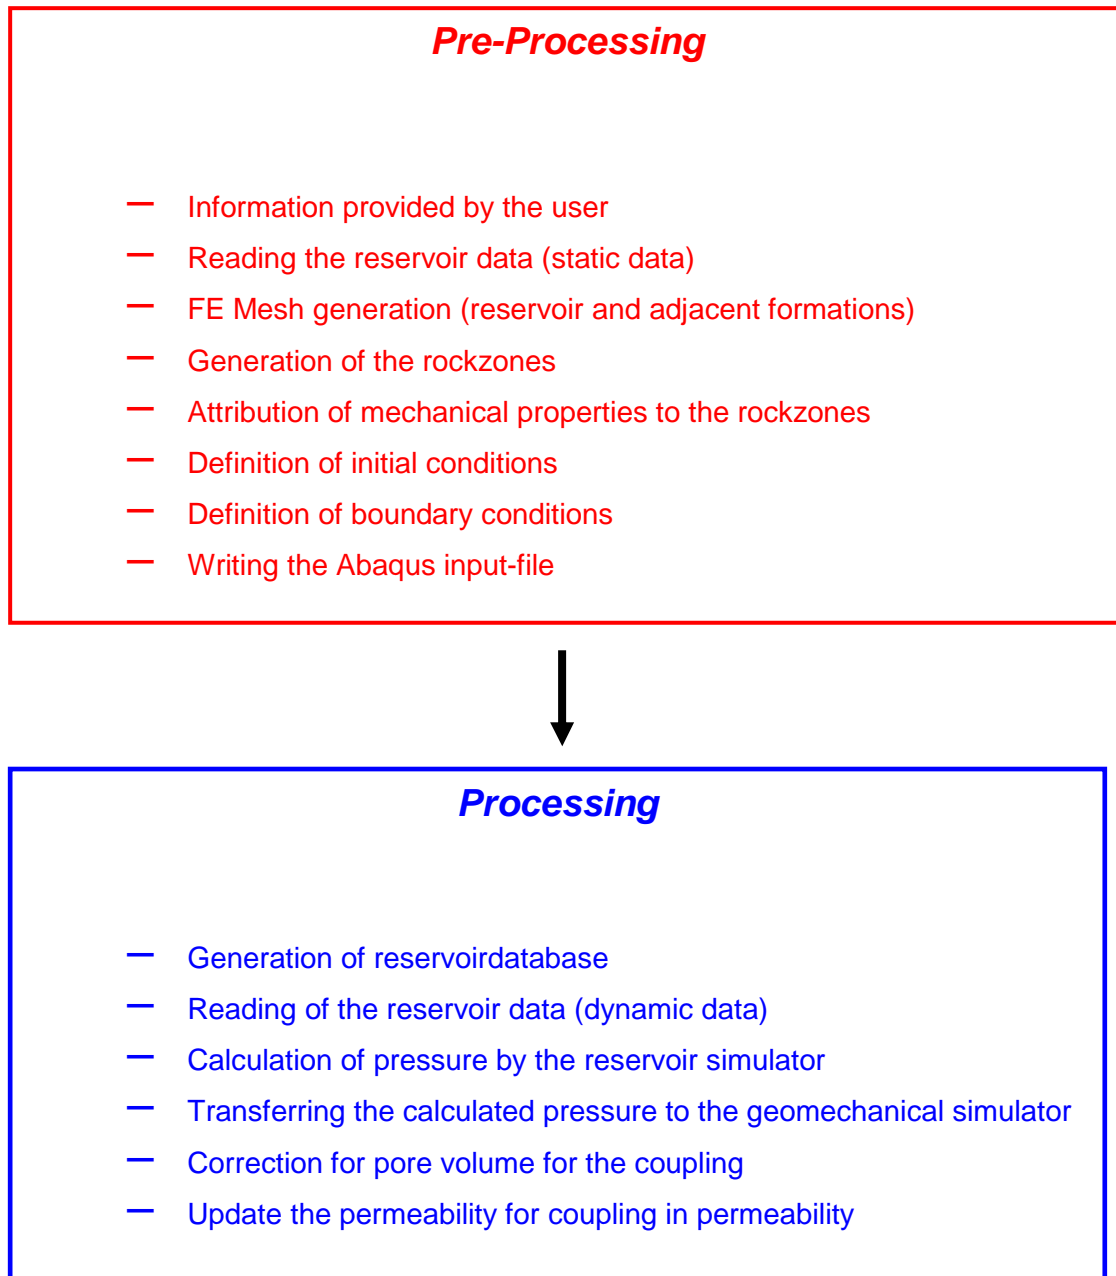 Pre-Processing
— Information provided by the user
— Reading the reservoir data (static data)
— FE Mesh generation (reservoir and adjacent formations)
— Generation of the rockzones
— Attribution of mechanical properties to the rockzones
— Definition of initial conditions
— Definition of boundary conditions
— Writing the Abaqus input-file
Processing
— Generation of reservoirdatabase
— Reading of the reservoir data (dynamic data)
— Calculation of pressure by the reservoir simulator
— Transferring the calculated pressure to the geomechanical simulator
— Correction for pore volume for the coupling
— Update the permeability for coupling in permeability